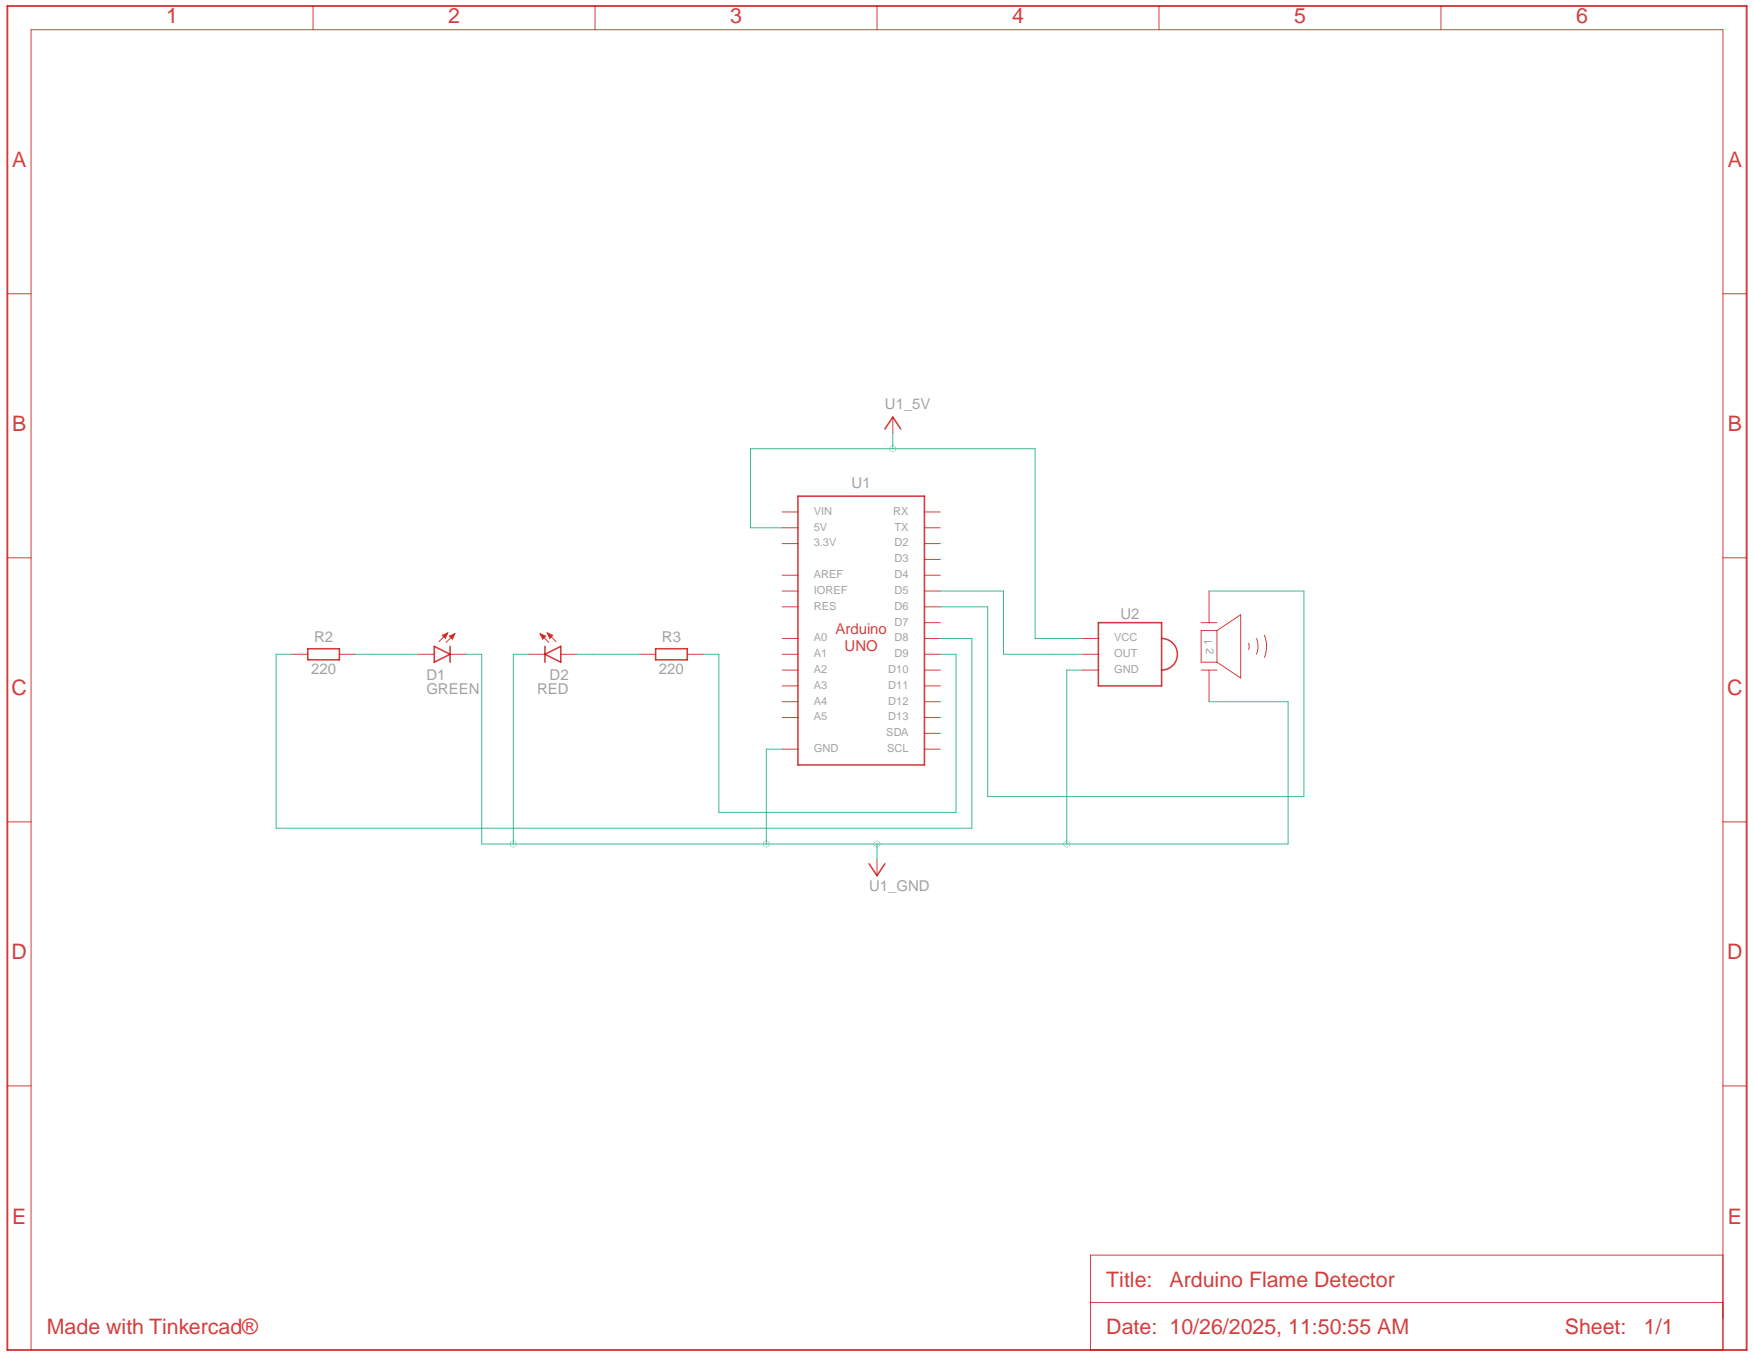 1 2 3 4 5 6
A A
B B
C C
D D
E E
U1_5V
U1
VIN RX
5V TX
3.3V D2
D3
AREF D4
IOREF D5
RES D6
D7
Arduino
UNO
A0 D8
A1 D9
A2 D10
A3 D11
A4 D12
A5 D13
SDA
GND SCL
R2
220
D1
GREEN
D2
RED
R3
220
U2
VCC
OUT
GND
1
2
U1_GND
Title: Arduino Flame Detector
Date: 10/26/2025, 11:50:55 AM Sheet: 1/1
Made with Tinkercad®